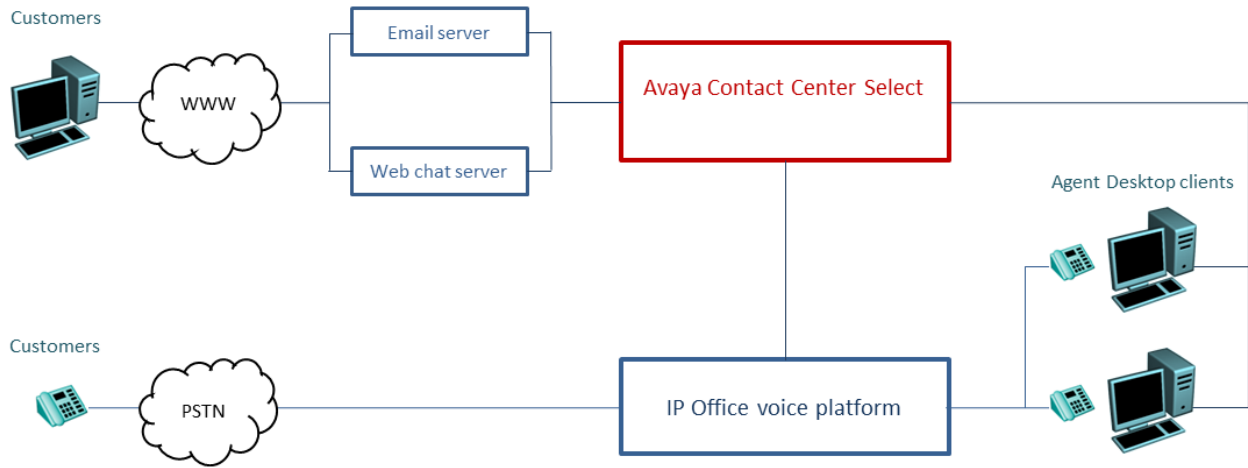 Customers
Email server
WWW
Avaya Contact Center Select
Web chat server
Agent Desktop clients
Customers
PSTN
IP Office voice platform